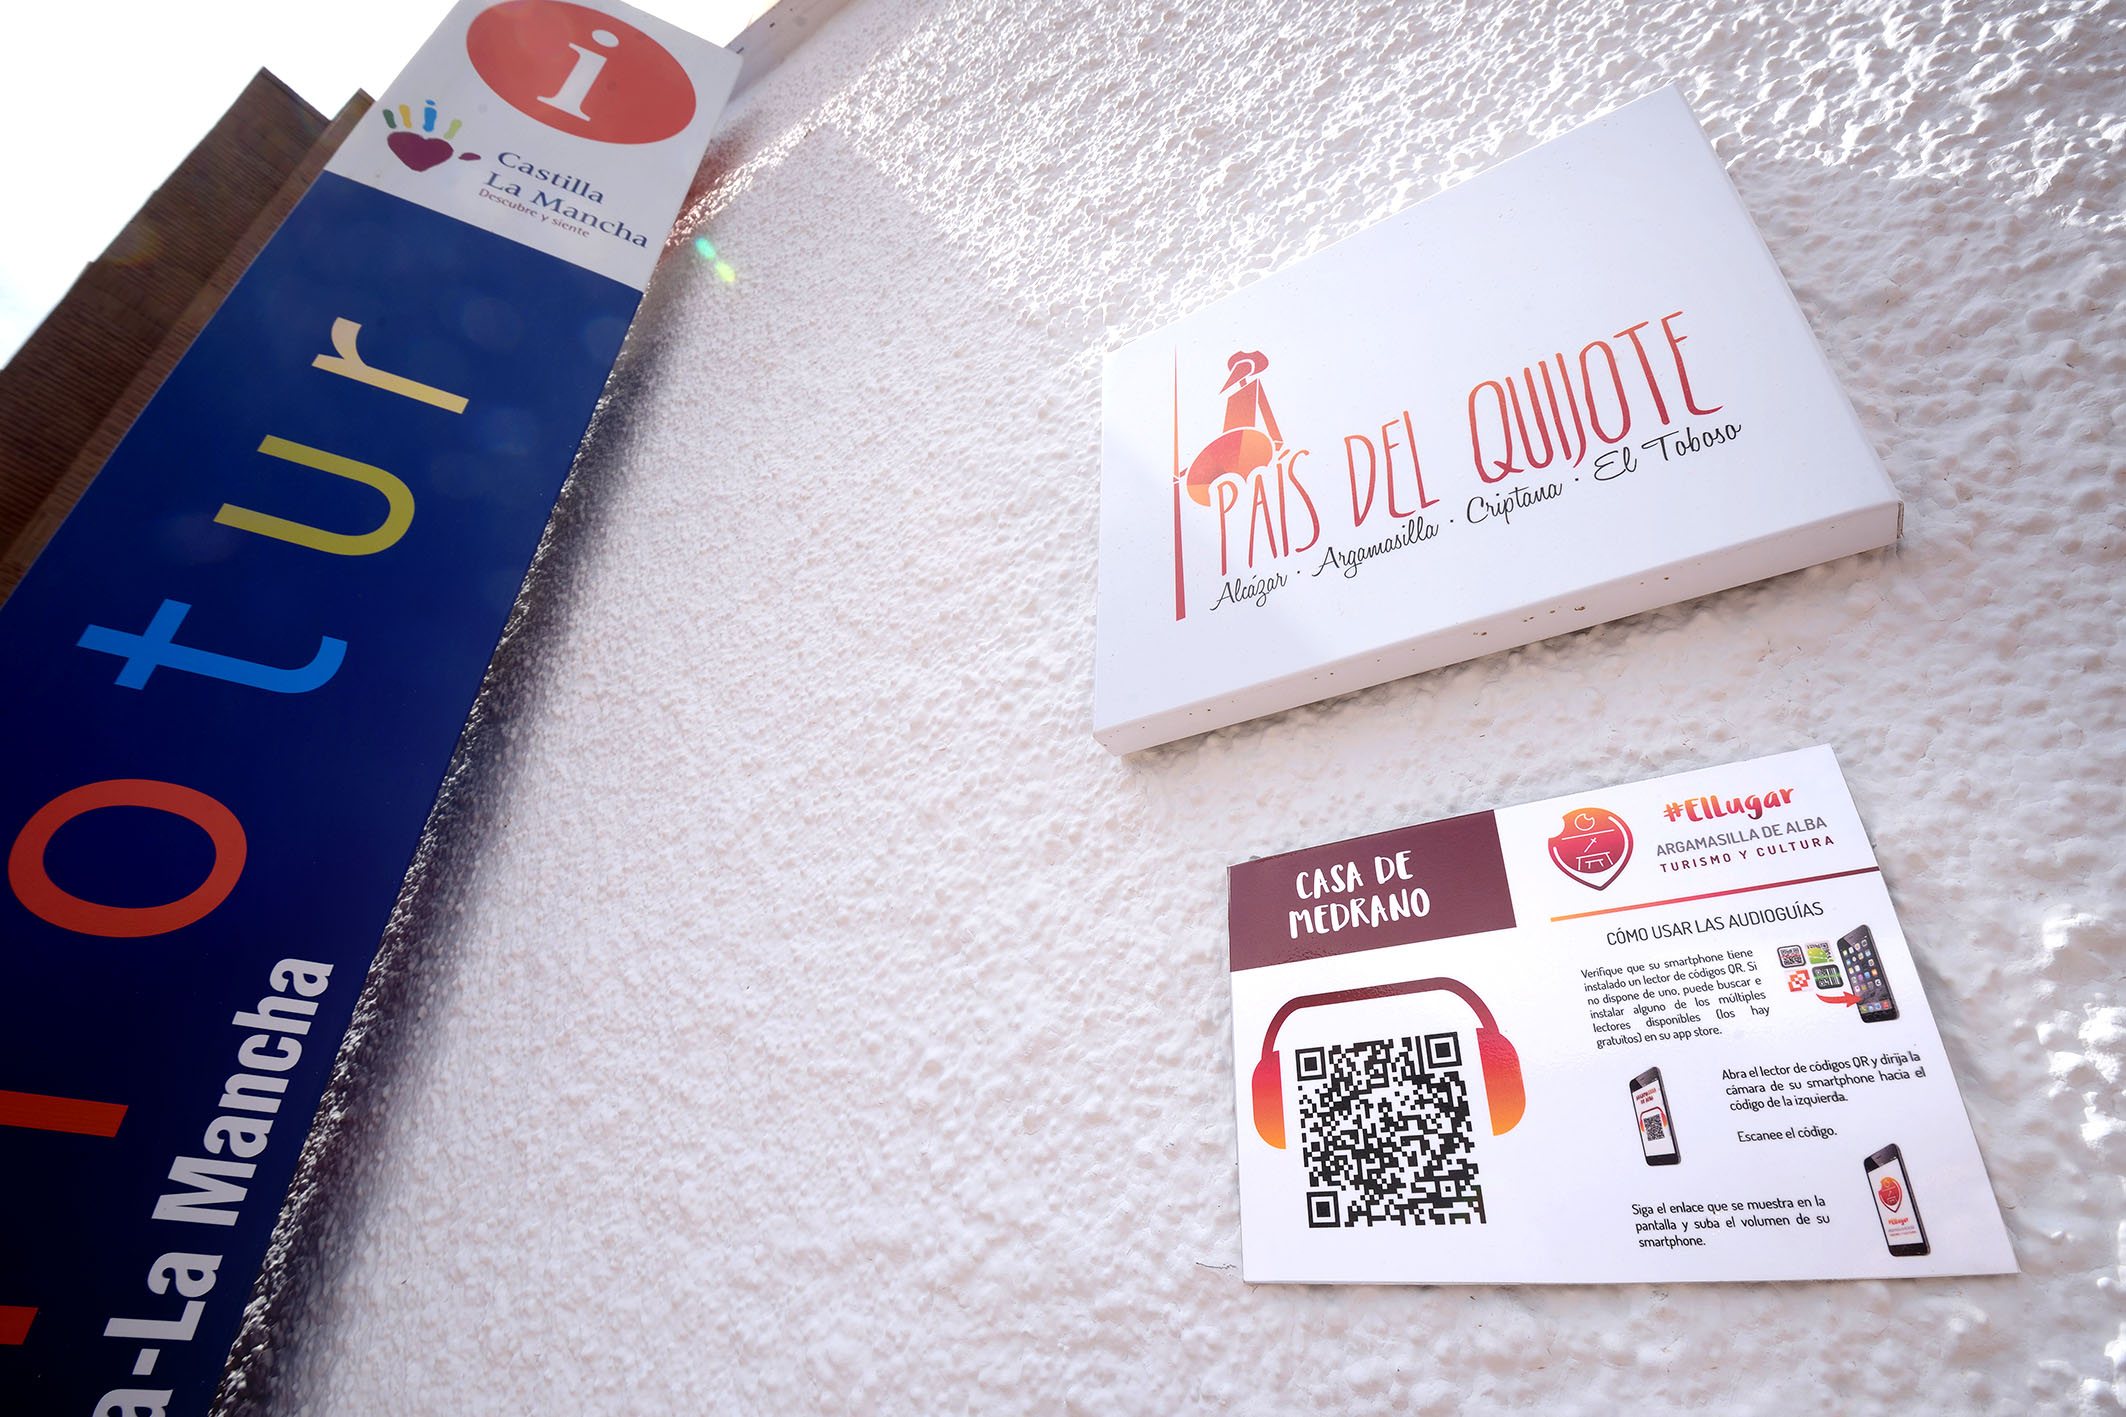 i
Castilla
La Mancha
Descubre y siente
otur
a-La Mancha
PAÍS DEL QUIJOTE
Alcázar · Argamasilla · Criptana · El Toboso
CASA DE
MEDRANO
#ElLugar
ARGAMASILLA DE ALBA
TURISMO Y CULTURA
CÓMO USAR LAS AUDIOGUÍAS
Verifique que su smartphone tiene
instalado un lector de códigos QR. Si
no dispone de uno, puede buscar e
instalar alguno de los múltiples
lectores disponibles (los hay
gratuitos) en su app store.
Abra el lector de códigos QR y dirija la
cámara de su smartphone hacia el
código de la izquierda.
Escanee el código.
Siga el enlace que se muestra en la
pantalla y suba el volumen de su
smartphone.
#ElLugar